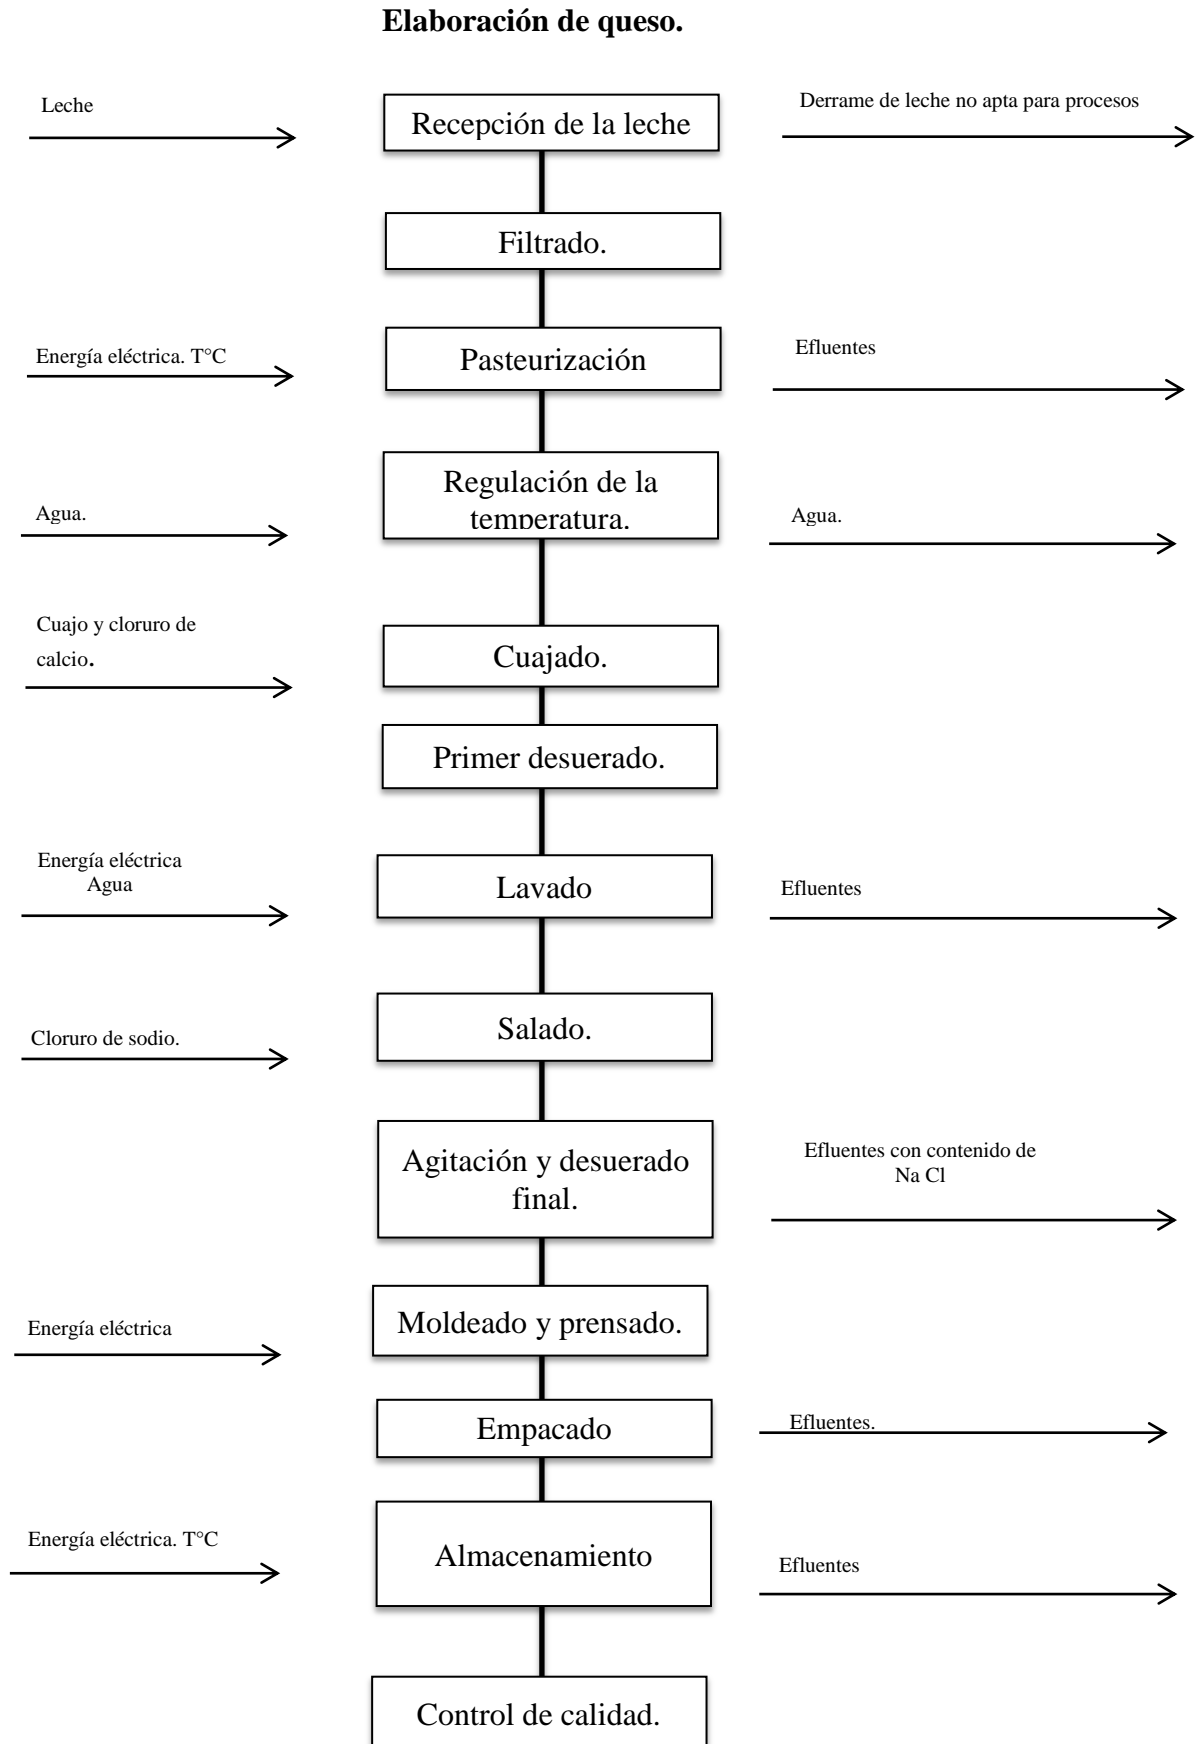 Elaboración de queso.
Leche
Recepción de la leche
Derrame de leche no apta para procesos
Filtrado.
Energía eléctrica. T°C
Pasteurización
Efluentes
Agua.
Regulación de la
temperatura.
Agua.
Cuajo y cloruro de
calcio.
Cuajado.
Primer desuerado.
Energía eléctrica
Agua
Lavado
Efluentes
Cloruro de sodio.
Salado.
Agitación y desuerado
final.
Efluentes con contenido de
Na Cl
Energía eléctrica
Moldeado y prensado.
Empacado
Efluentes.
Energía eléctrica. T°C
Almacenamiento
Efluentes
Control de calidad.